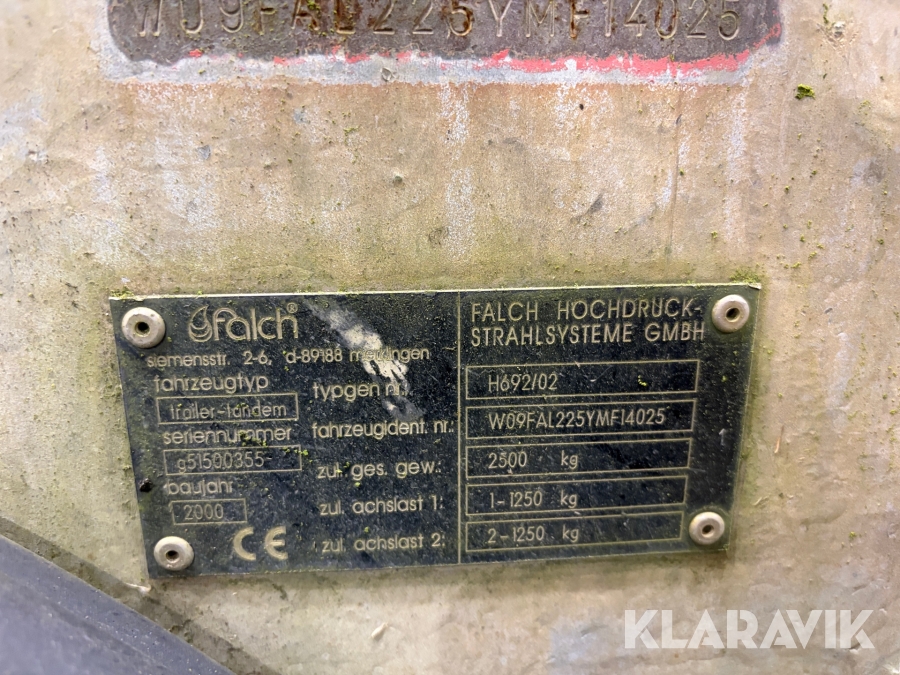 W09FAL225YMF14025
Falch®
siemensstr. 2-6, d-89188 merklingen
fahrzeugtyp
trailer-tandem
seriennummer
g51500355
baujahr
2000
CE
typgen nr.:
fahrzeugident. nr.:
zul. ges. gew.:
zul. achslast 1:
zul. achslast 2:
FALCH HOCHDRUCK-
STRAHLSYSTEME GMBH
H692/02
W09FAL225YMF14025
2500 kg
1-1250 kg
2-1250 kg
KLARAVIK